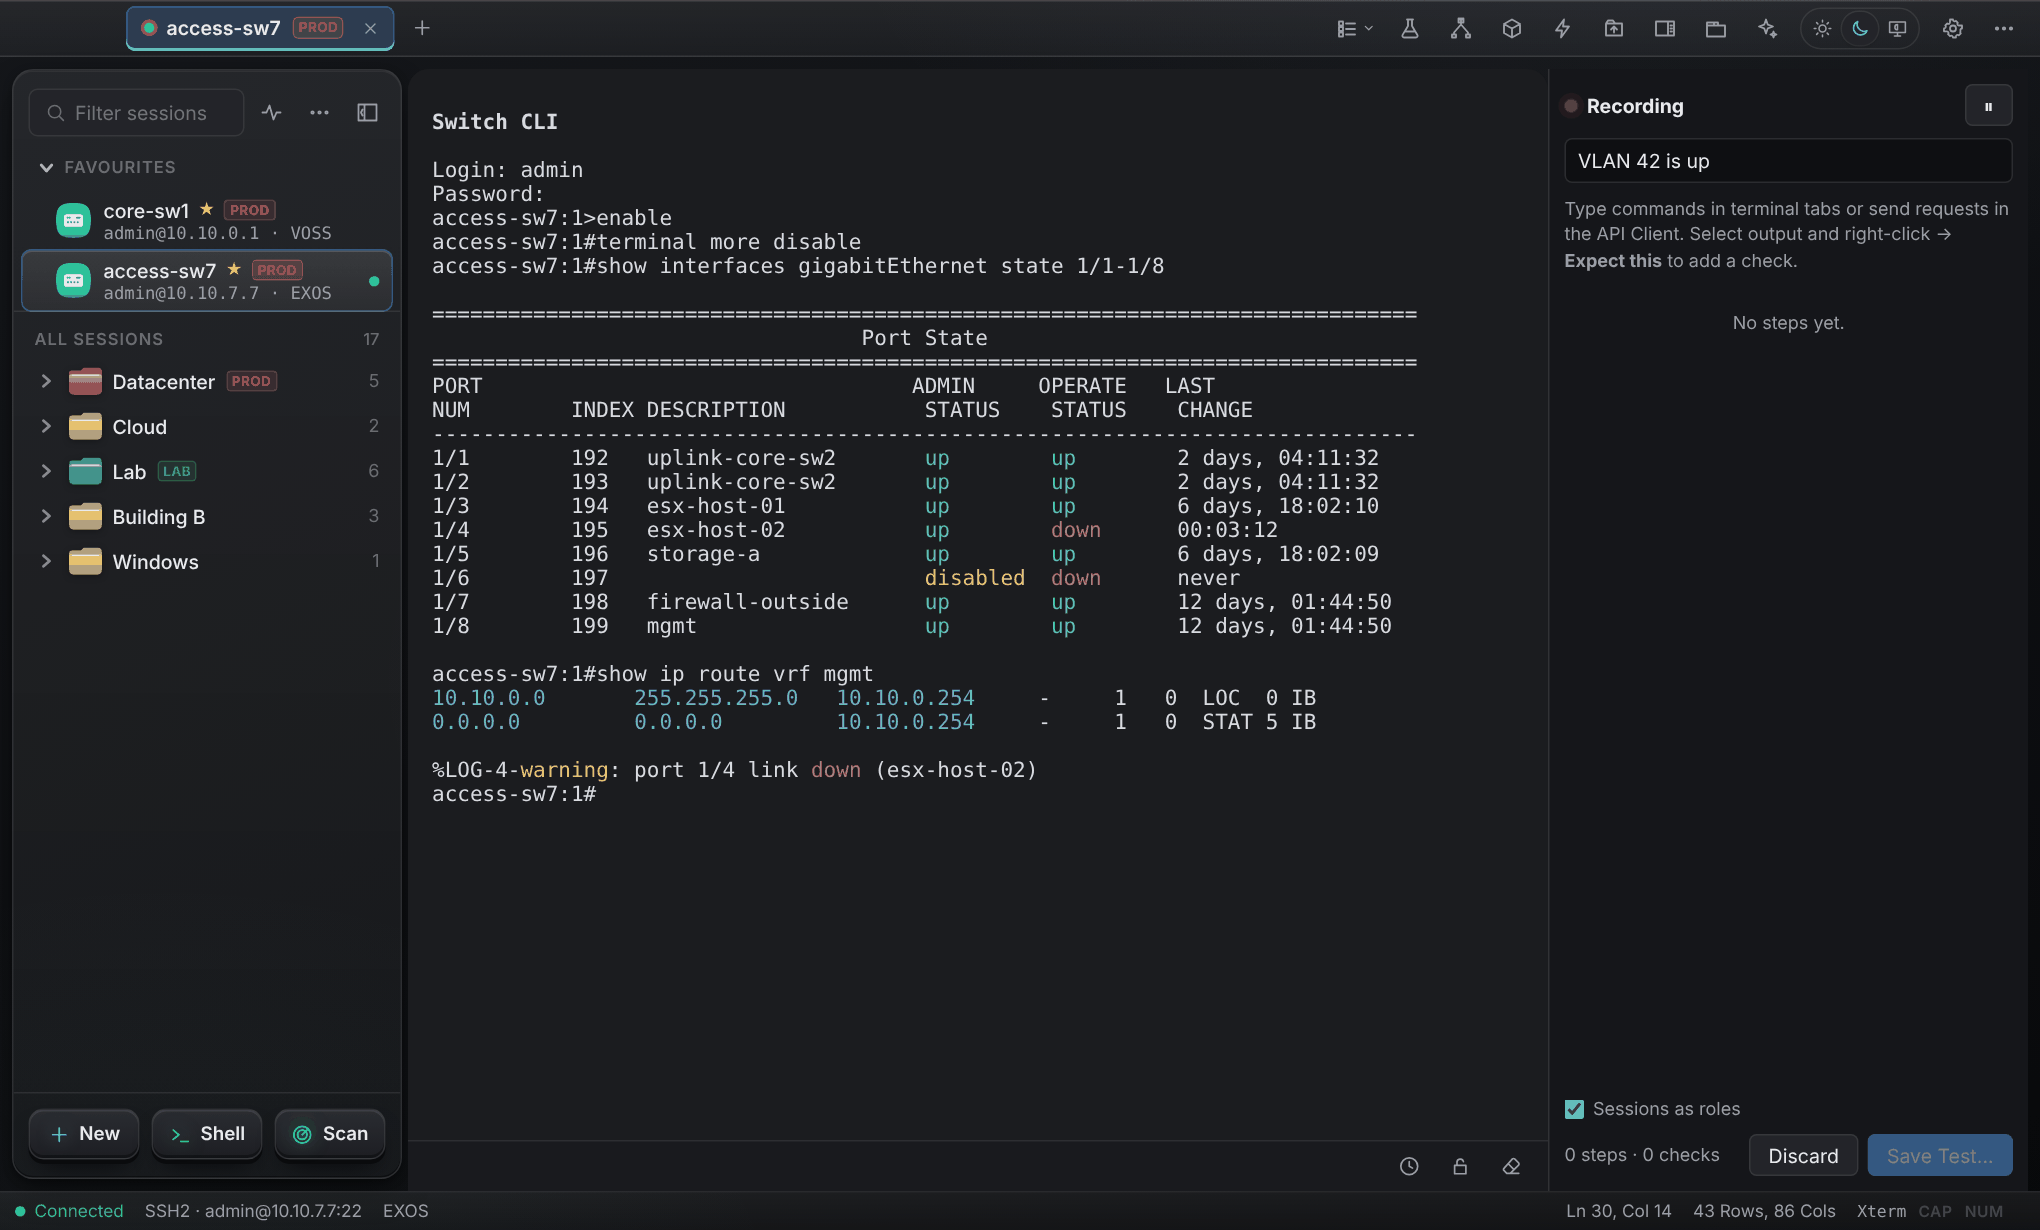 access-sw7 PROD
Filter sessions
FAVOURITES
core-sw1 ★ PROD
admin@10.10.0.1 · VOSS
access-sw7 ★ PROD
admin@10.10.7.7 · EXOS
ALL SESSIONS 17
Datacenter PROD 5
Cloud 2
Lab LAB 6
Building B 3
Windows 1
New Shell Scan
Switch CLI
Login: admin
Password:
access-sw7:1>enable
access-sw7:1#terminal more disable
access-sw7:1#show interfaces gigabitEthernet state 1/1-1/8
==============================================================================
Port State
==============================================================================
PORT ADMIN OPERATE LAST
NUM INDEX DESCRIPTION STATUS STATUS CHANGE
------------------------------------------------------------------------------
1/1 192 uplink-core-sw2 up up 2 days, 04:11:32
1/2 193 uplink-core-sw2 up up 2 days, 04:11:32
1/3 194 esx-host-01 up up 6 days, 18:02:10
1/4 195 esx-host-02 up down 00:03:12
1/5 196 storage-a up up 6 days, 18:02:09
1/6 197 disabled down never
1/7 198 firewall-outside up up 12 days, 01:44:50
1/8 199 mgmt up up 12 days, 01:44:50
access-sw7:1#show ip route vrf mgmt
10.10.0.0 255.255.255.0 10.10.0.254 - 1 0 LOC 0 IB
0.0.0.0 0.0.0.0 10.10.0.254 - 1 0 STAT 5 IB
%LOG-4-warning: port 1/4 link down (esx-host-02)
access-sw7:1#
Recording
VLAN 42 is up
Type commands in terminal tabs or send requests in
the API Client. Select output and right-click →
Expect this to add a check.
No steps yet.
Sessions as roles
0 steps · 0 checks Discard Save Test...
Connected SSH2 · admin@10.10.7.7:22 EXOS
Ln 30, Col 14 43 Rows, 86 Cols Xterm CAP NUM